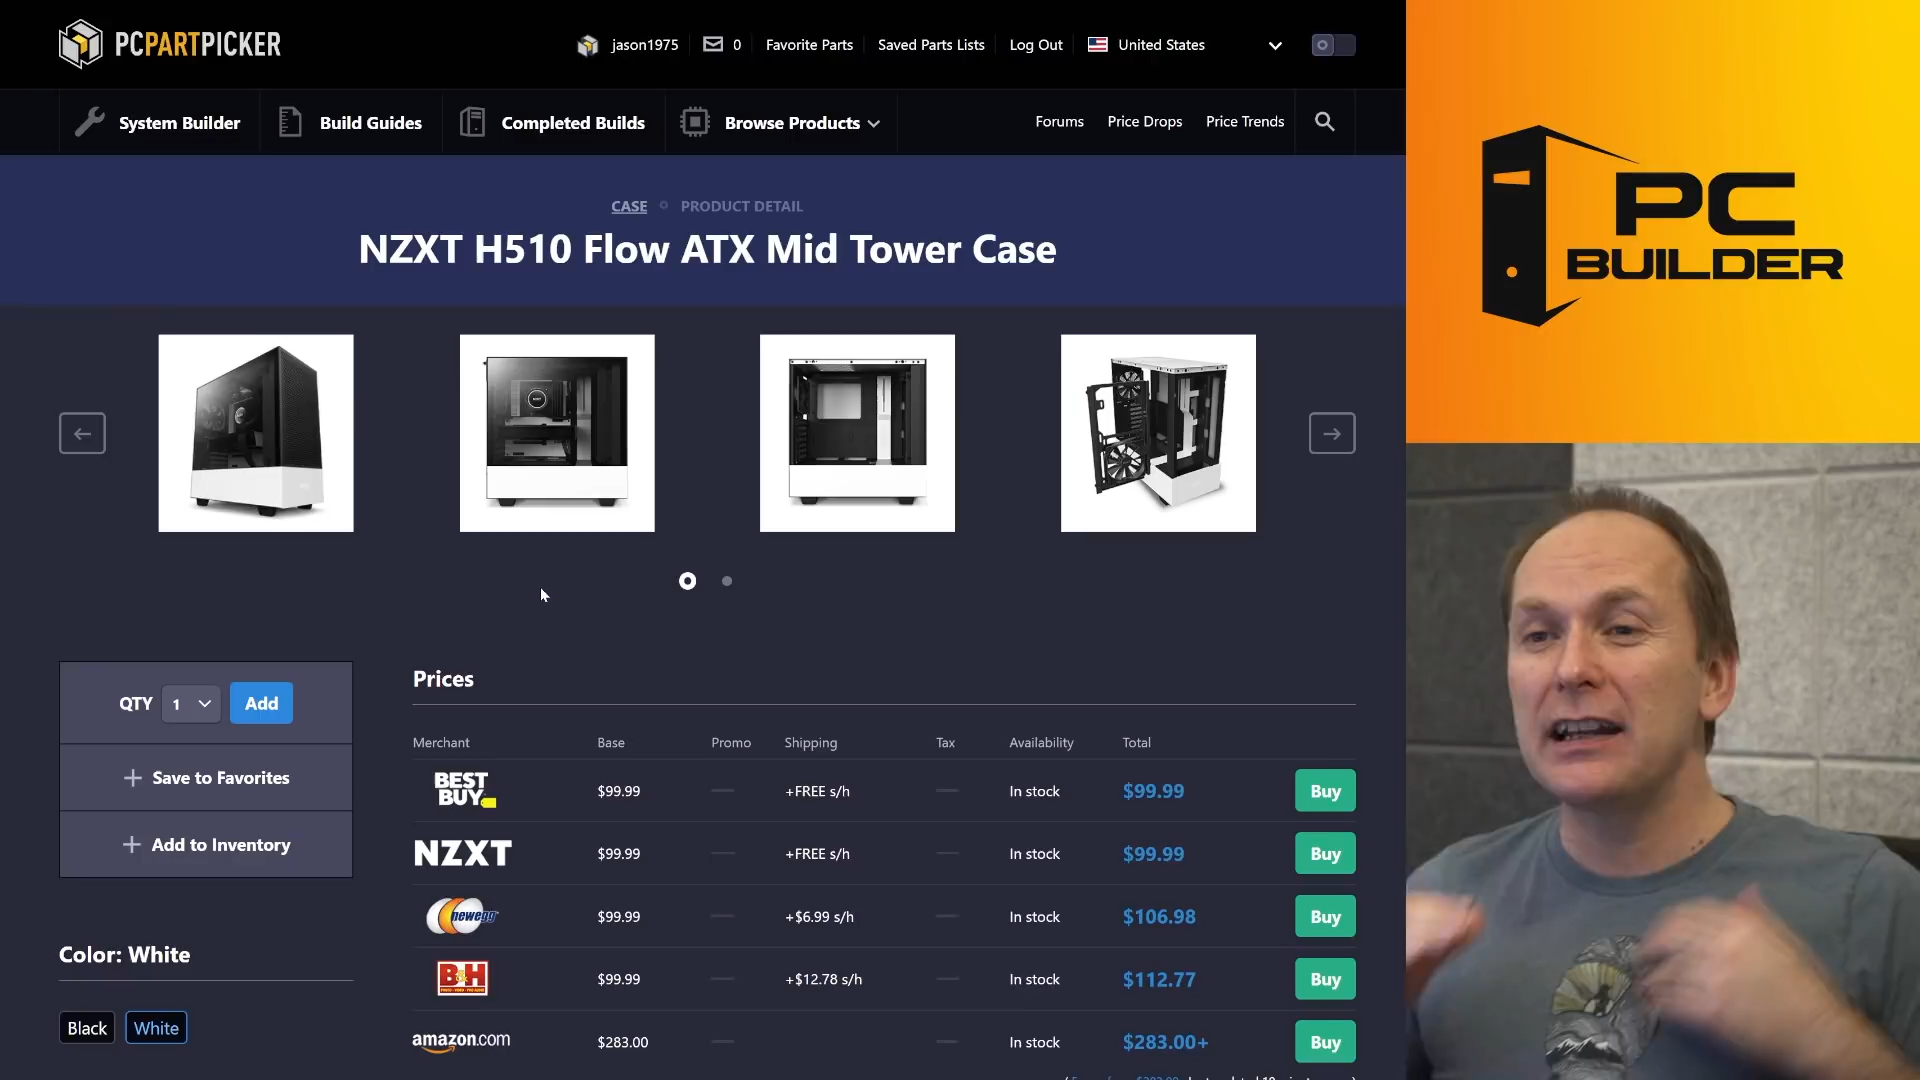 PCPARTPICKER
jason1975
0
Favorite Parts
Saved Parts Lists
Log Out
United States
System Builder
Build Guides
Completed Builds
Browse Products
Forums
Price Drops
Price Trends
CASE
PRODUCT DETAIL
NZXT H510 Flow ATX Mid Tower Case
QTY 1 Add
+ Save to Favorites
+ Add to Inventory
Color: White
Black White
Prices
Merchant Base Promo Shipping Tax Availability Total
BEST BUY $99.99 — +FREE s/h — In stock $99.99 Buy
NZXT $99.99 — +FREE s/h — In stock $99.99 Buy
newegg $99.99 — +$6.99 s/h — In stock $106.98 Buy
B&H $99.99 — +$12.78 s/h — In stock $112.77 Buy
amazon.com $283.00 — — In stock $283.00+ Buy
PC
BUILDER